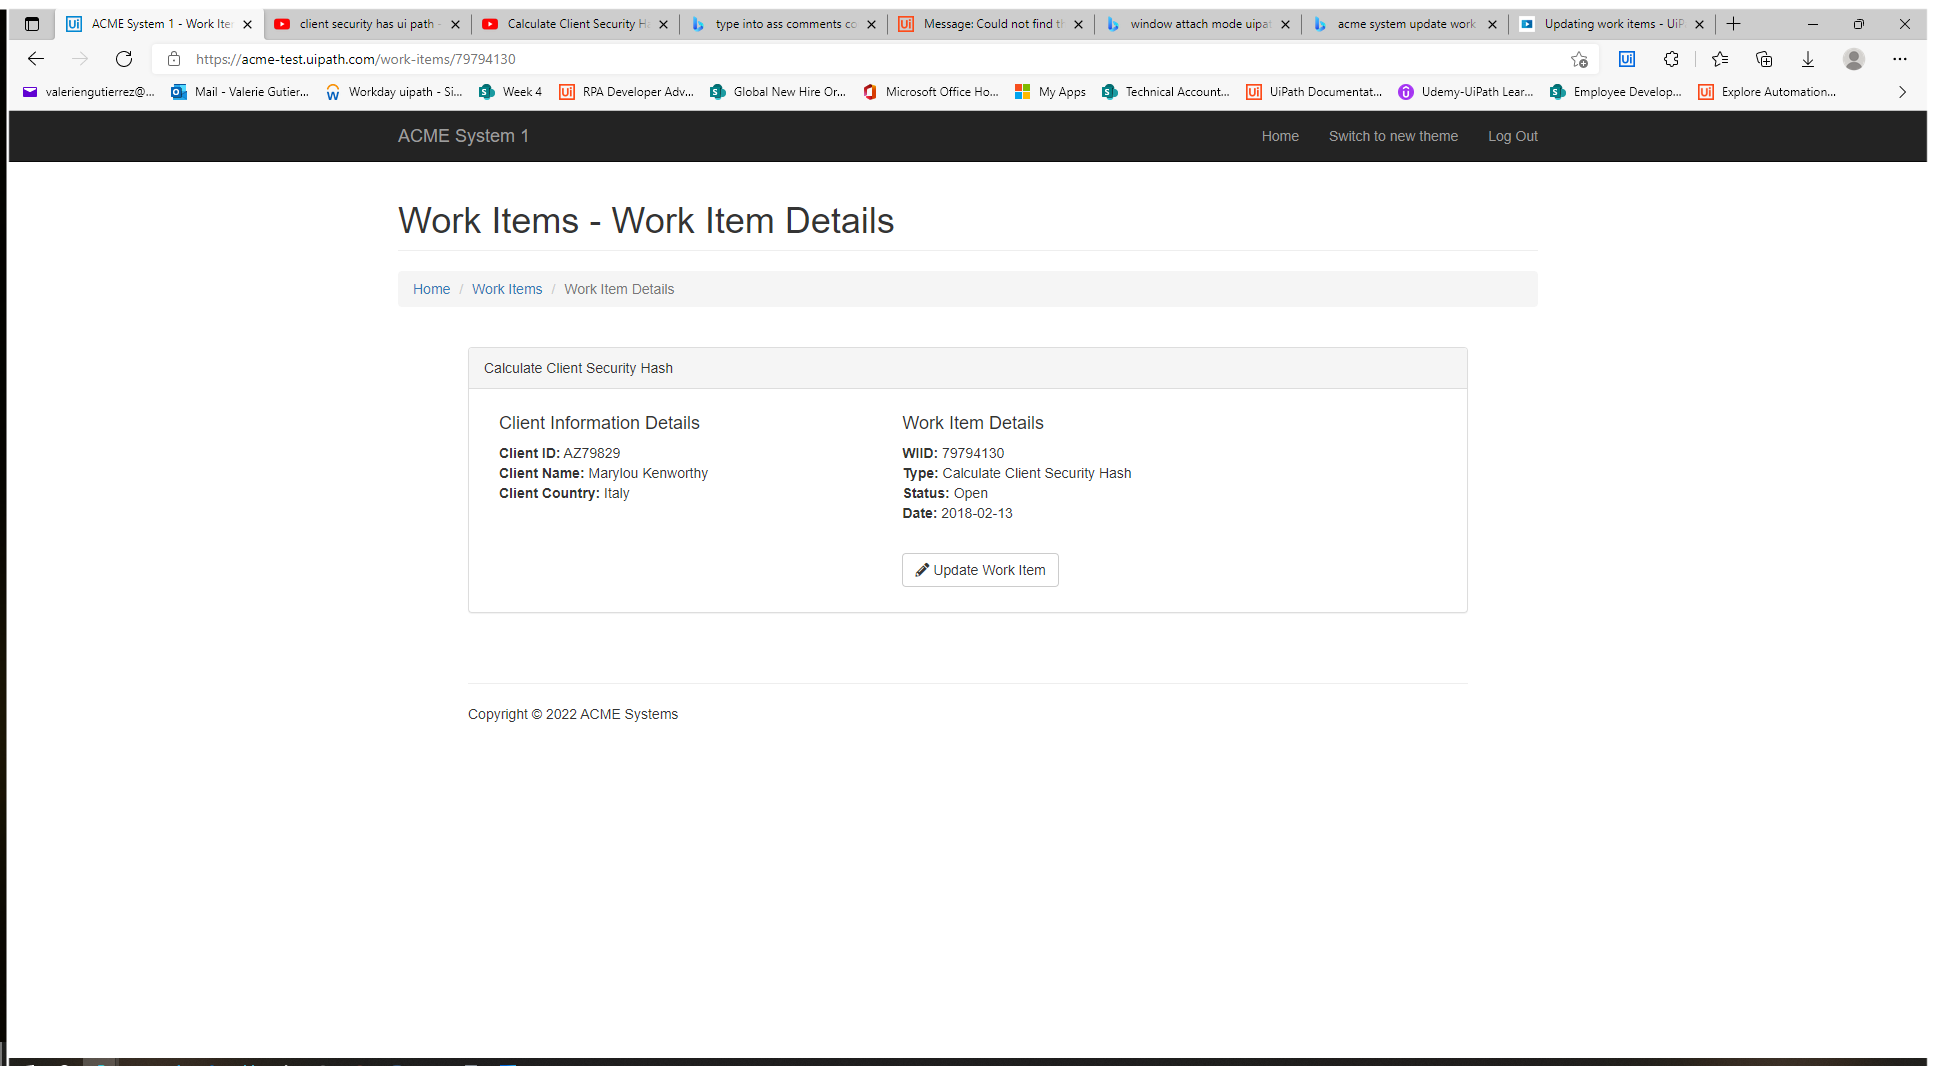 ACME System 1 - Work Ite
client security has ui path -
Calculate Client Security H
type into ass comments co
Message: Could not find th
window attach mode uipat
acme system update work
Updating work items - UiP
https://acme-test.uipath.com/work-items/79794130
valeriengutierrez@...
Mail - Valerie Gutier...
Workday uipath - Si...
Week 4
RPA Developer Adv...
Global New Hire Or...
Microsoft Office Ho...
My Apps
Technical Account...
UiPath Documentat...
Udemy-UiPath Lear...
Employee Develop...
Explore Automation...
ACME System 1
Home
Switch to new theme
Log Out
Work Items - Work Item Details
Home / Work Items / Work Item Details
Calculate Client Security Hash
Client Information Details
Client ID: AZ79829
Client Name: Marylou Kenworthy
Client Country: Italy
Work Item Details
WIID: 79794130
Type: Calculate Client Security Hash
Status: Open
Date: 2018-02-13
Update Work Item
Copyright © 2022 ACME Systems